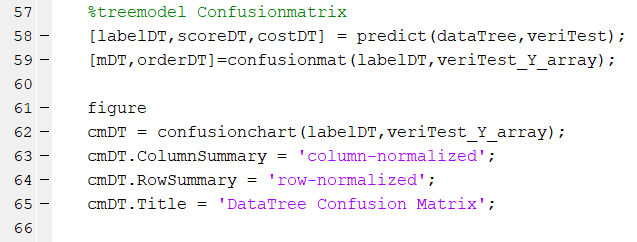 57 %treemodel Confusionmatrix
58 – [labelDT,scoreDT,costDT] = predict(dataTree,veriTest);
59 – [mDT,orderDT]=confusionmat(labelDT,veriTest_Y_array);
60
61 – figure
62 – cmDT = confusionchart(labelDT,veriTest_Y_array);
63 – cmDT.ColumnSummary = 'column-normalized';
64 – cmDT.RowSummary = 'row-normalized';
65 – cmDT.Title = 'DataTree Confusion Matrix';
66